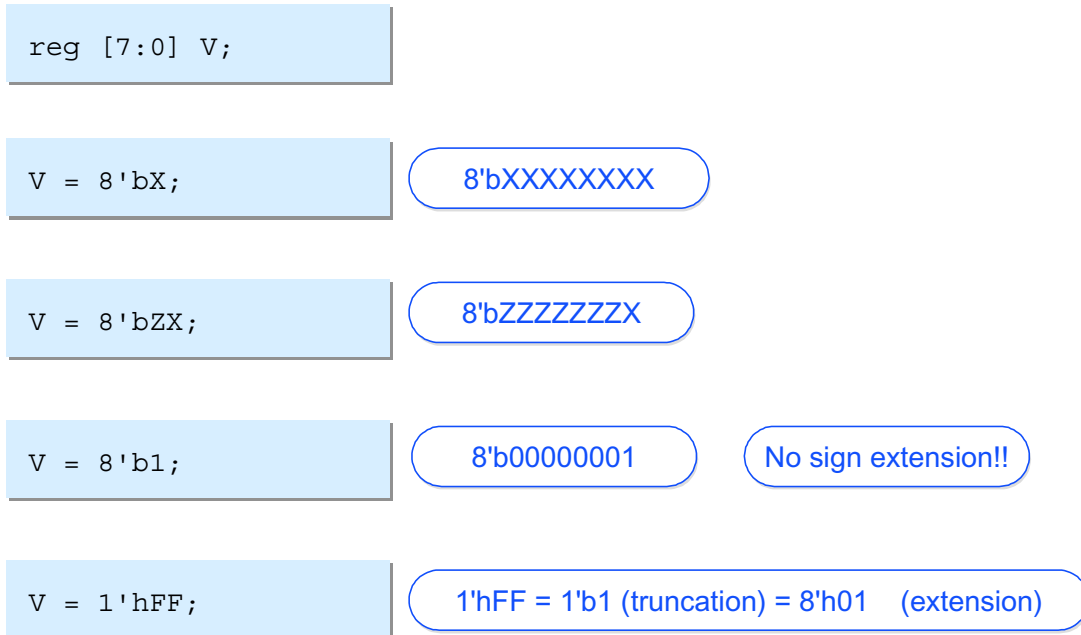 reg [7:0] V;
V = 8'bX;
8'bXXXXXXXX
V = 8'bZX;
8'bZZZZZZZX
V = 8'b1;
8'b00000001
No sign extension!!
V = 1'hFF;
1'hFF = 1'b1 (truncation) = 8'h01 (extension)